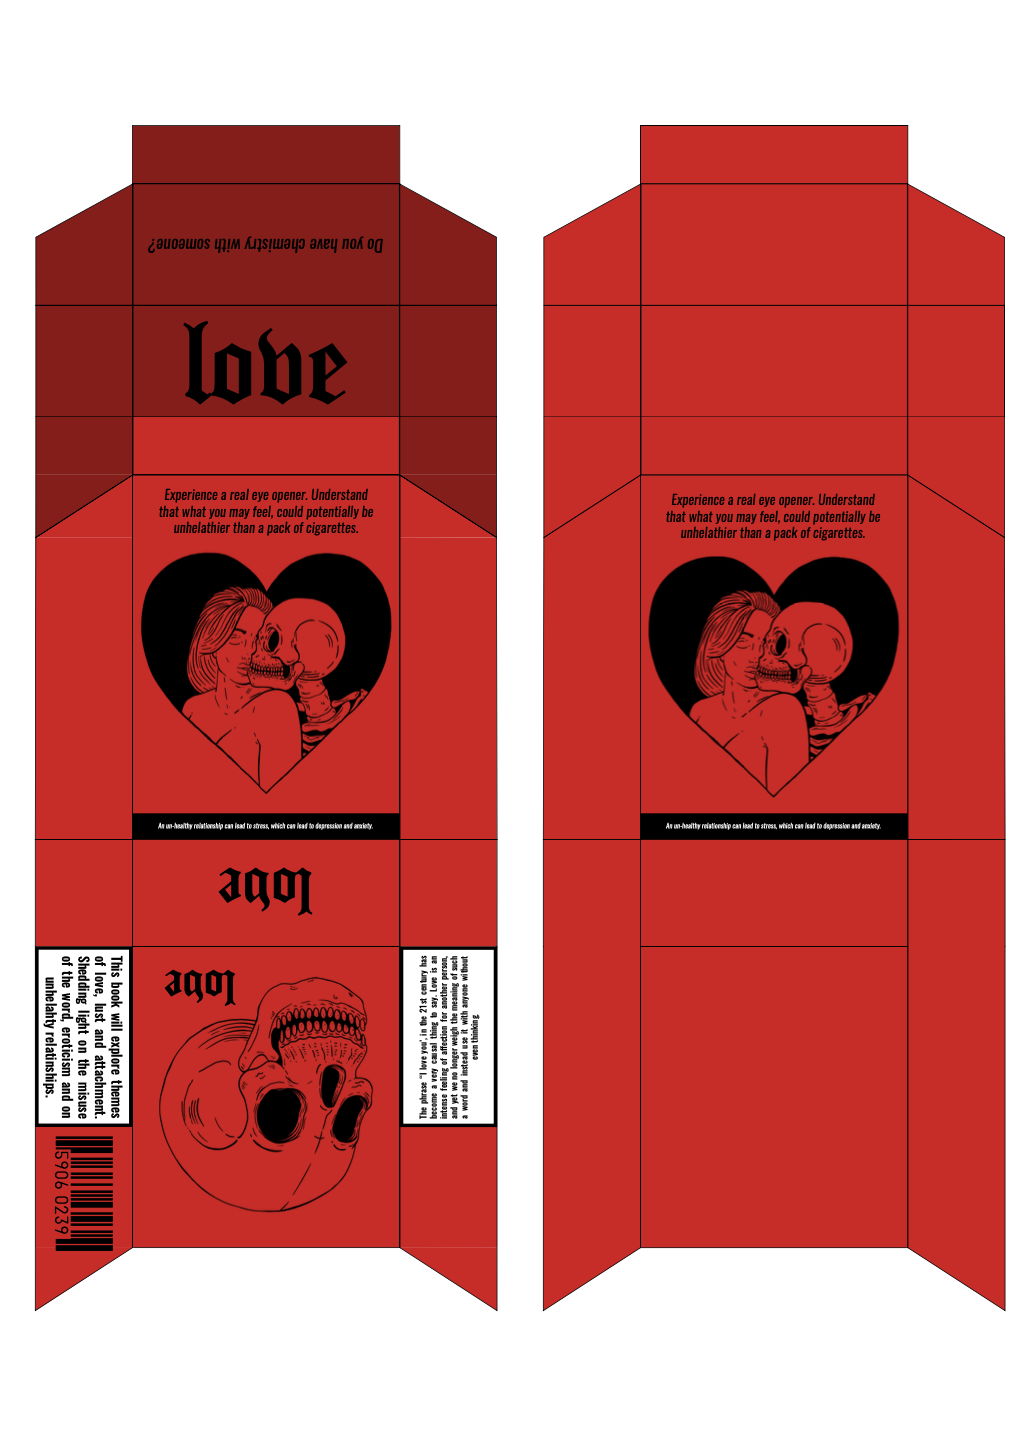 Do you have chemistry with someone?
love
Experience a real eye opener. Understand
that what you may feel, could potentially be
unhelathier than a pack of cigarettes.
An un-healthy relationship can lead to stress, which can lead to depression and anxiety.
love
love
This book will explore themes
of love, lust and attachment.
Shedding light on the misuse
of the word, eroticism and on
unhelahty relatinships.
5906 0239
The phrase "I love you', in the 21st century has
become a very causal thing to say. Love is an
intense feeling of affection for another person,
and yet we no longer weigh the meaning of such
a word and instead use it with anyone without
even thinking
Experience a real eye opener. Understand
that what you may feel, could potentially be
unhelathier than a pack of cigarettes.
An un-healthy relationship can lead to stress, which can lead to depression and anxiety.